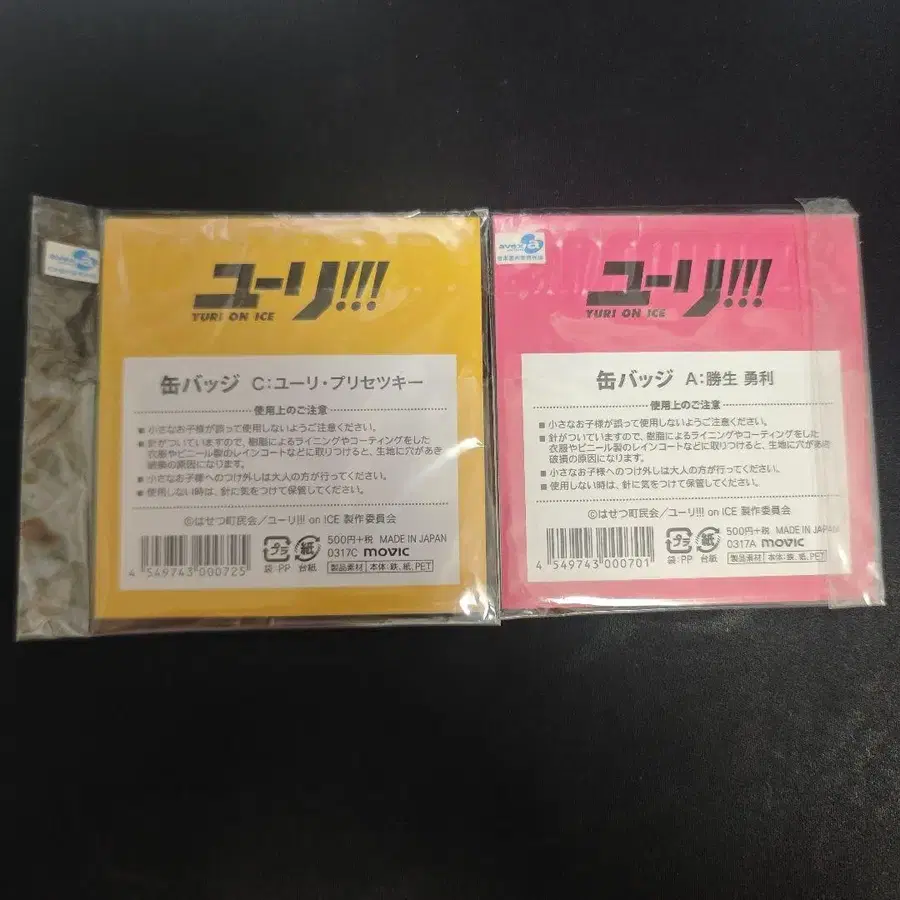 avex
ユーリ!!!
YURI ON ICE
缶バッジ C:ユーリ・プリセツキー
使用上のご注意
■小さなお子様が誤って使用しないようご注意ください。
■針がついていますので、樹脂によるライニングやコーティングをした
衣服やビニール製のレインコートなどに取りつけると、生地に穴があき
破損の原因になります。
■小さなお子様へのつけ外しは大人の方が行ってください。
■使用しない時は、針に気をつけて保管してください。
©はせつ町民会/ユーリ!!! on ICE 製作委員会
プラ 紙 500円+税 MADE IN JAPAN
袋:PP 台紙 0317C movic
4 549743 000725
製品素材 本体:鉄、紙、PET
avex a
ユーリ!!!
YURI ON ICE
缶バッジ A:勝生 勇利
使用上のご注意
■小さなお子様が誤って使用しないようご注意ください。
■針がついていますので、樹脂によるライニングやコーティングをした
衣服やビニール製のレインコートなどに取りつけると、生地に穴があき
破損の原因になります。
■小さなお子様へのつけ外しは大人の方が行ってください。
■使用しない時は、針に気をつけて保管してください。
©はせつ町民会/ユーリ!!! on ICE 製作委員会
プラ 紙 500円+税 MADE IN JAPAN
袋:PP 台紙 0317A movic
4 549743 000701
製品素材 本体:鉄、紙、PET